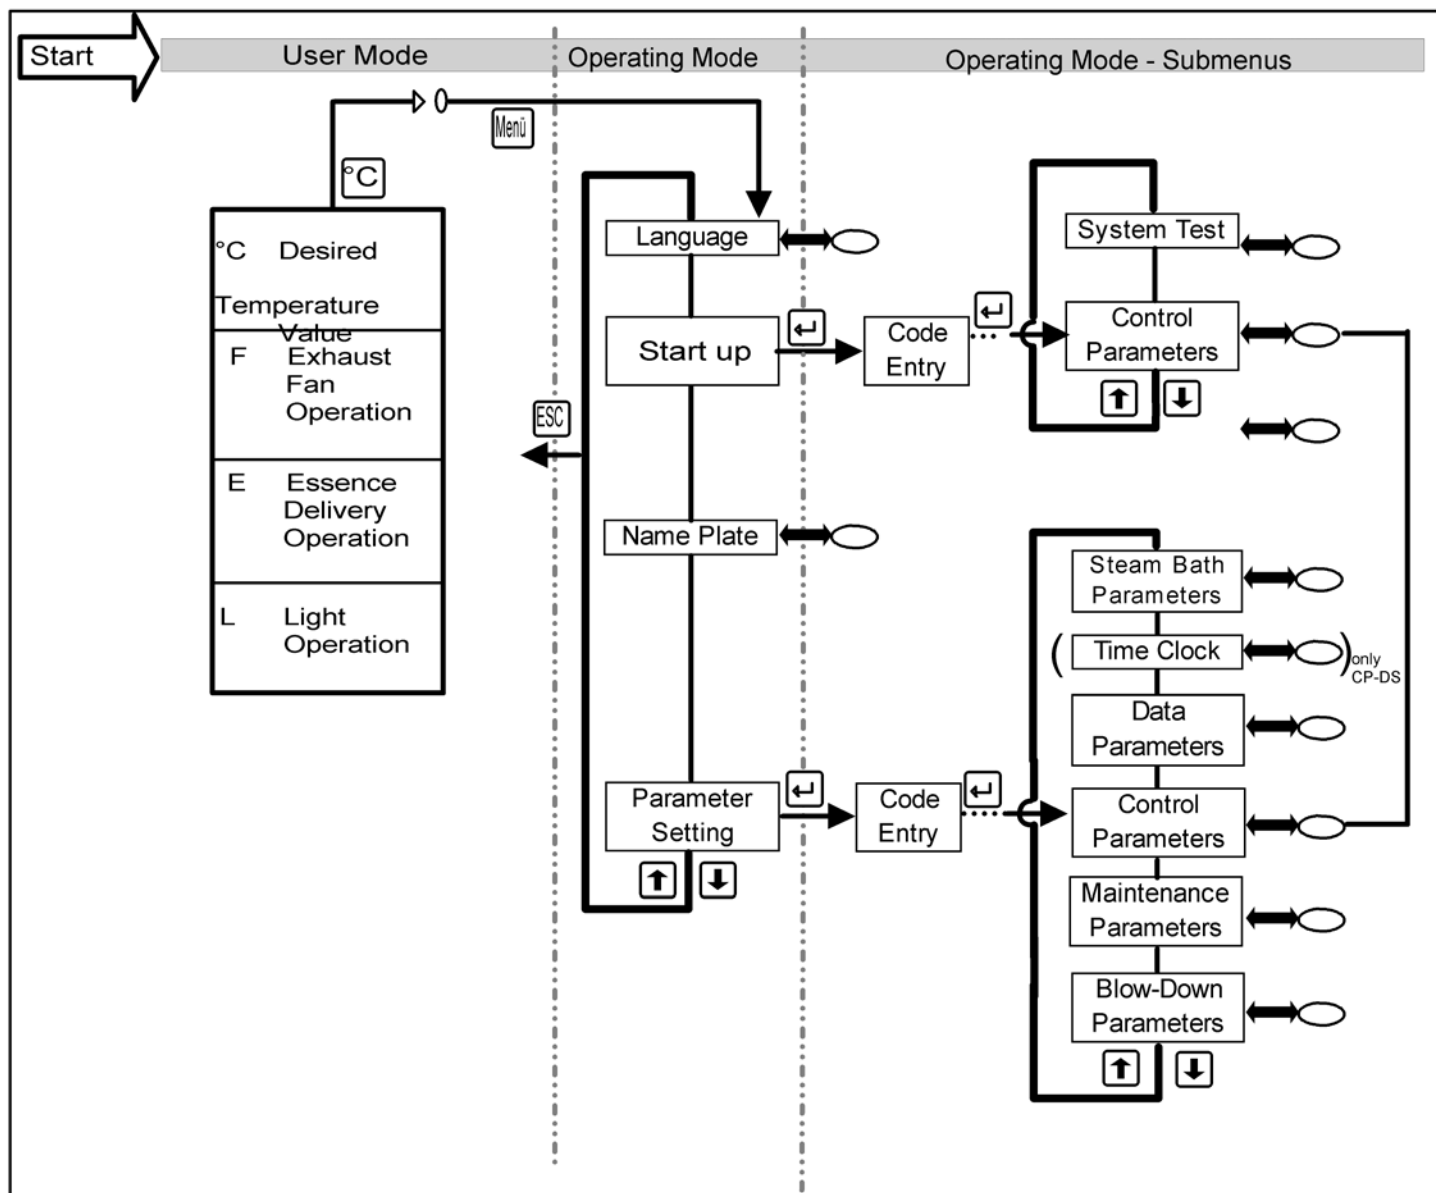 Start
User Mode
Operating Mode
Operating Mode - Submenus
Menü
°C
°C Desired
Temperature
Value
F Exhaust
Fan
Operation
E Essence
Delivery
Operation
L Light
Operation
ESC
Language
Start up
Name Plate
Parameter
Setting
Code
Entry
Code
Entry
System Test
Control
Parameters
Steam Bath
Parameters
( Time Clock ) only
CP-DS
Data
Parameters
Control
Parameters
Maintenance
Parameters
Blow-Down
Parameters